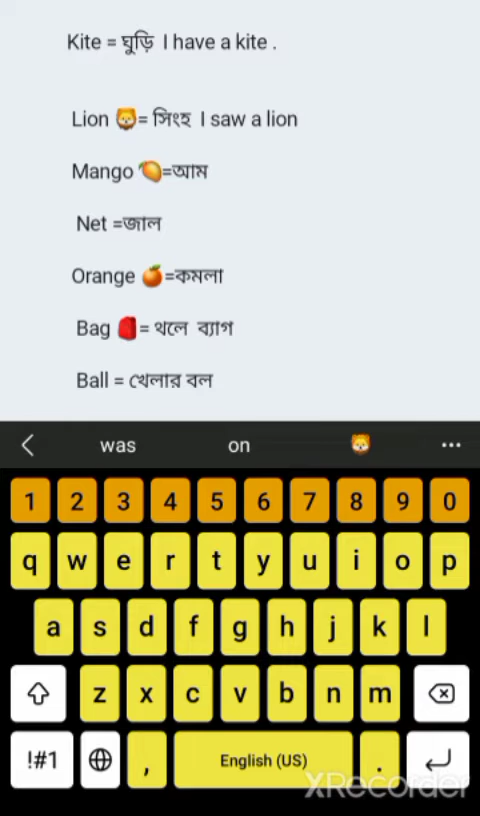 Kite = ঘুড়ি I have a kite .
Lion 🦁= সিংহ I saw a lion
Mango 🥭=আম
Net =জাল
Orange 🍊=কমলা
Bag 🎒= থলে ব্যাগ
Ball = খেলার বল
was on 🦁 ...
1 2 3 4 5 6 7 8 9 0
q w e r t y u i o p
a s d f g h j k l
z x c v b n m
!#1 , English (US) .
XRecorder